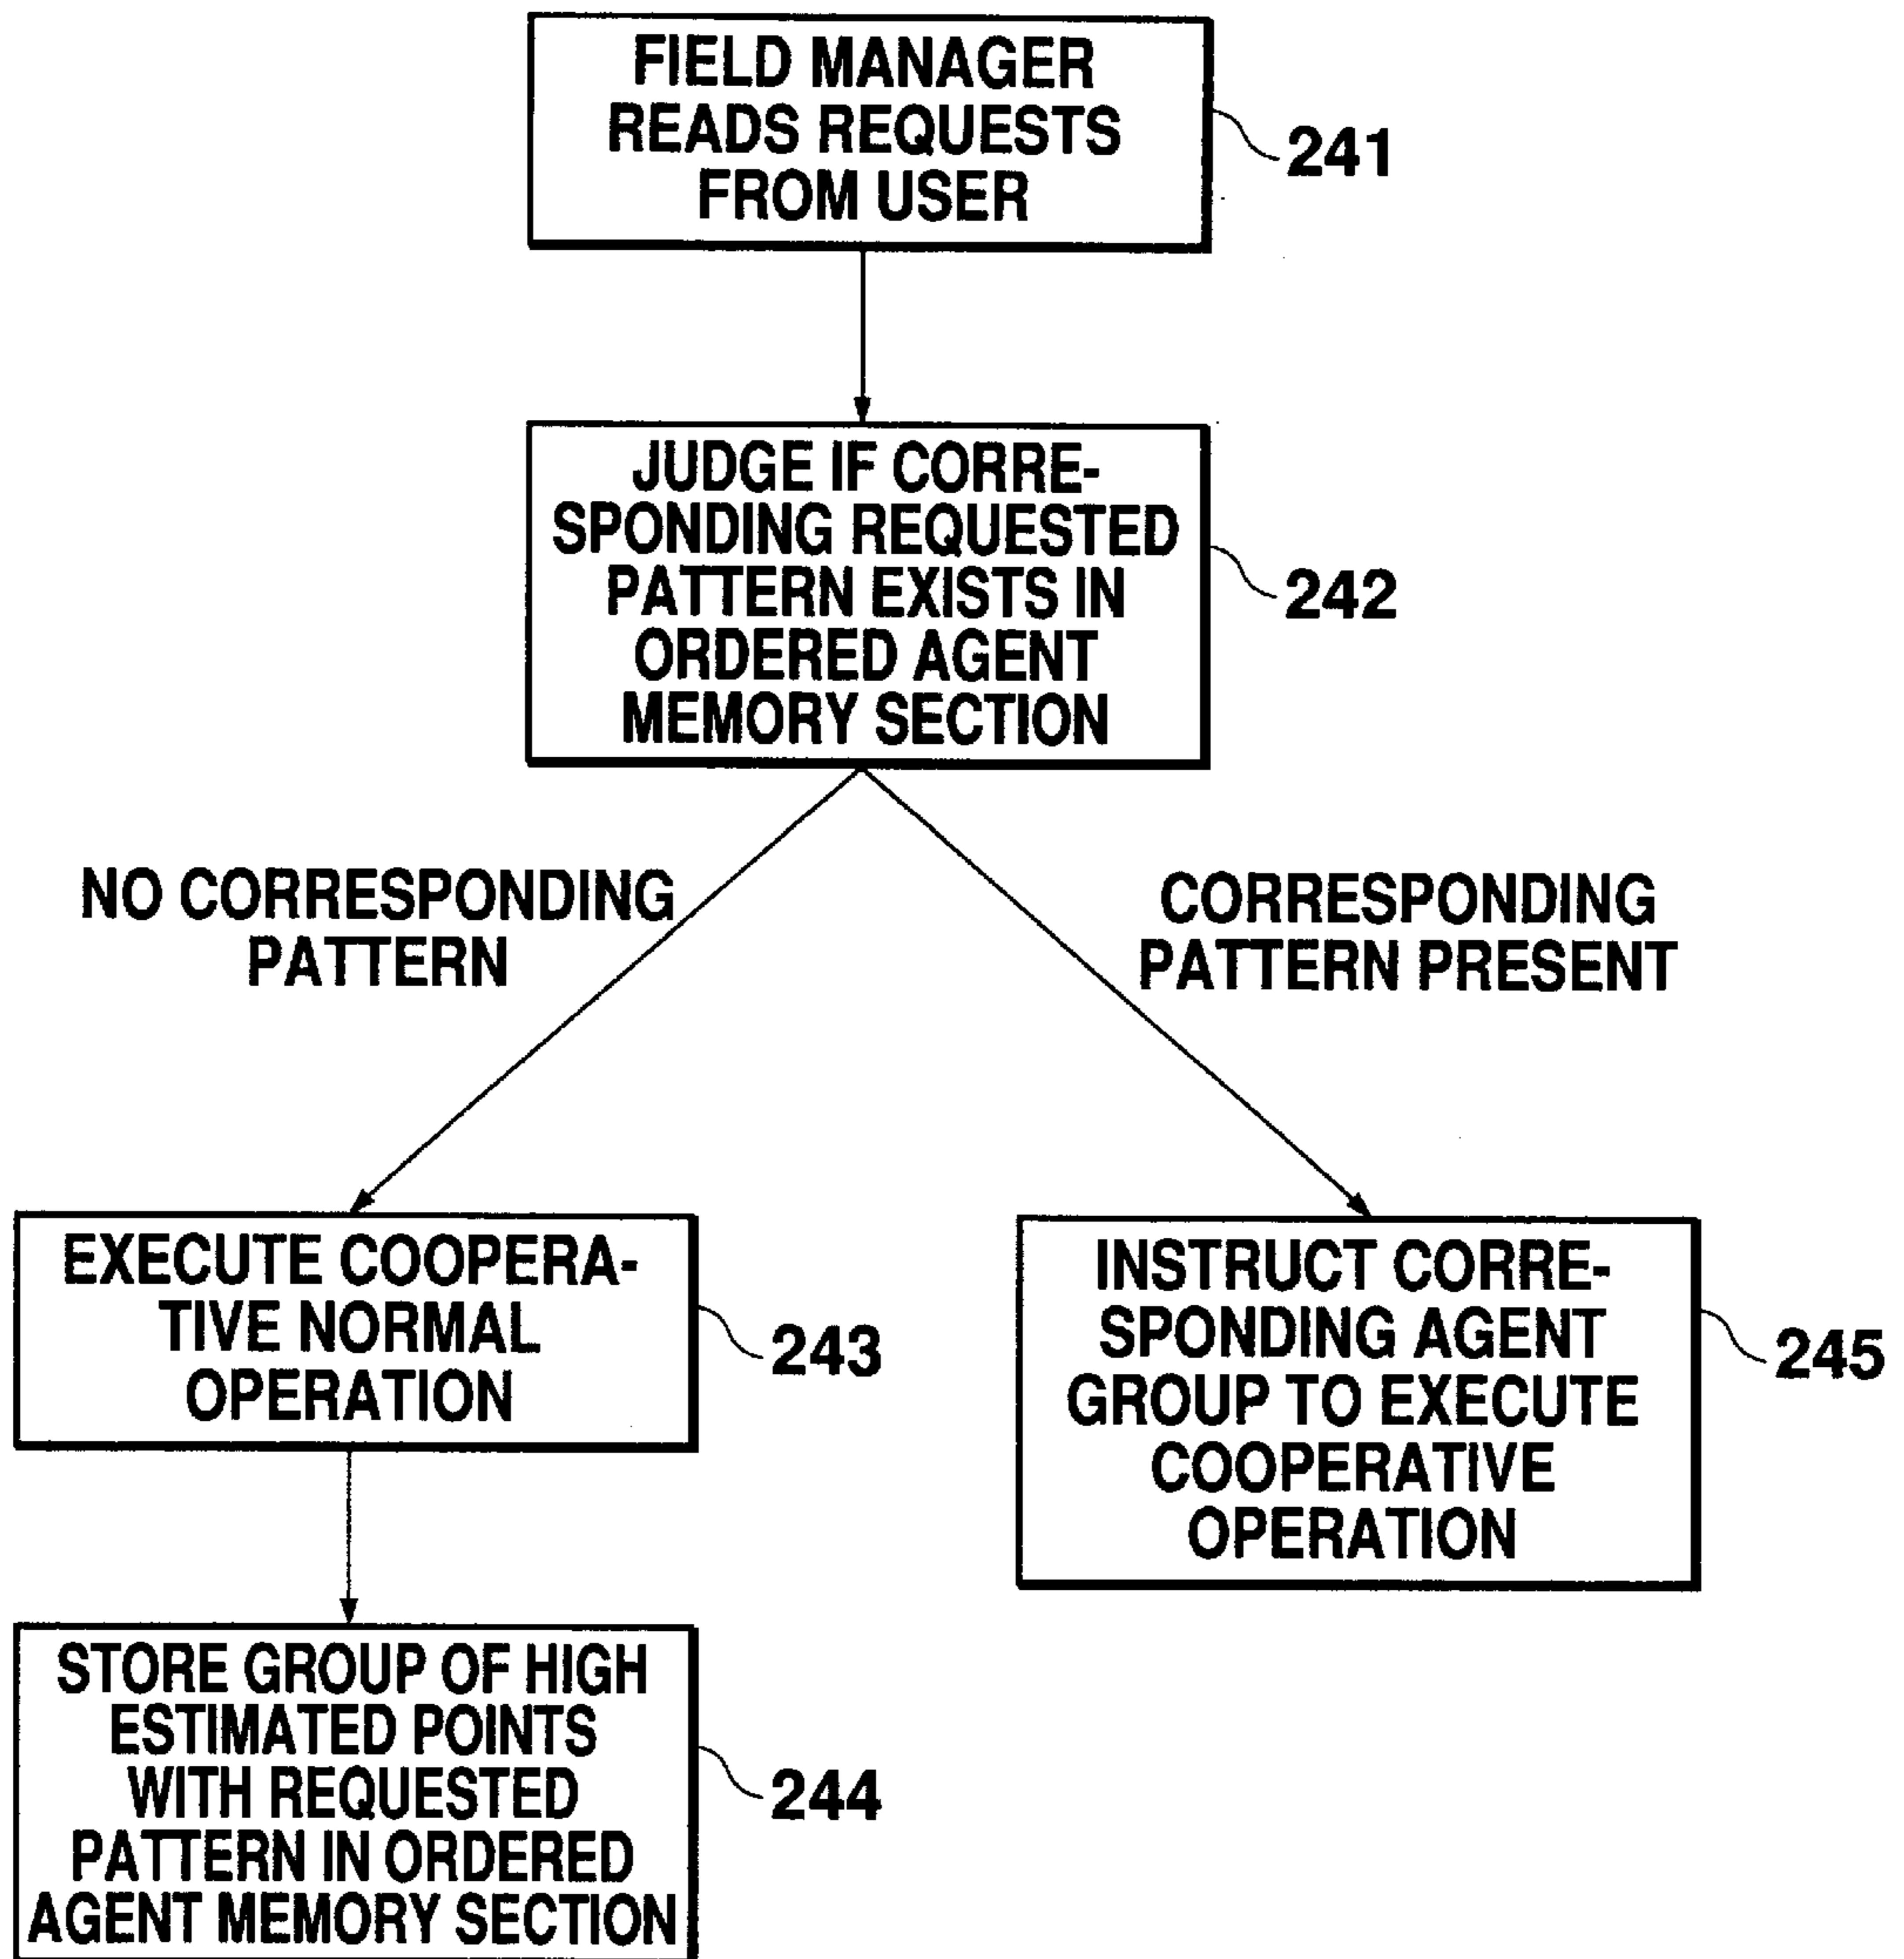 FIELD MANAGER
READS REQUESTS
FROM USER
241
JUDGE IF CORRE-
SPONDING REQUESTED
PATTERN EXISTS IN
ORDERED AGENT
MEMORY SECTION
242
NO CORRESPONDING
PATTERN
CORRESPONDING
PATTERN PRESENT
EXECUTE COOPERA-
TIVE NORMAL
OPERATION
243
INSTRUCT CORRE-
SPONDING AGENT
GROUP TO EXECUTE
COOPERATIVE
OPERATION
245
STORE GROUP OF HIGH
ESTIMATED POINTS
WITH REQUESTED
PATTERN IN ORDERED
AGENT MEMORY SECTION
244